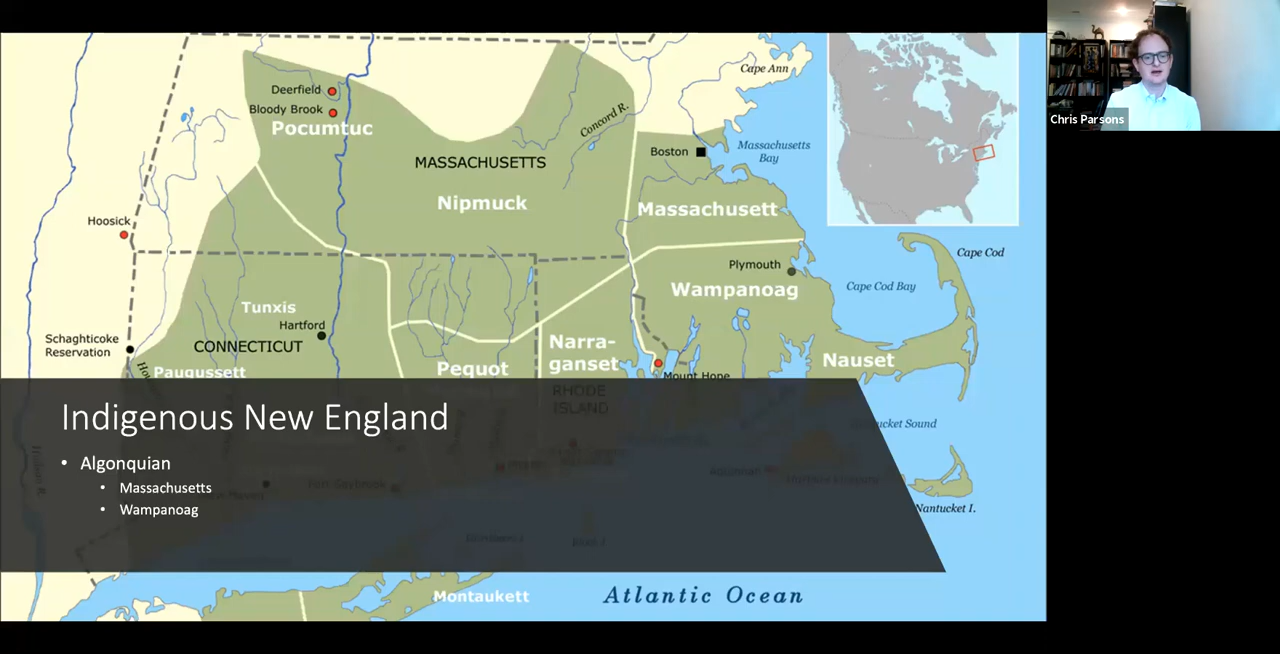 Cape Ann
Chris Parsons
Deerfield
Bloody Brook
Pocumtuc
Concord R.
MASSACHUSETTS
Boston
Massachusetts
Bay
Nipmuck
Massachusett
Hoosick
Cape Cod
Plymouth
Wampanoag
Cape Cod Bay
Tunxis
Hartford
CONNECTICUT
Schaghticoke
Reservation
Narra-
ganset
Nauset
Paugussett
Pequot
Mount Hope
RHODE
ISLAND
Indigenous New England
• Algonquian
• Massachusetts
• Wampanoag
Nantucket I.
Montaukett
Atlantic Ocean